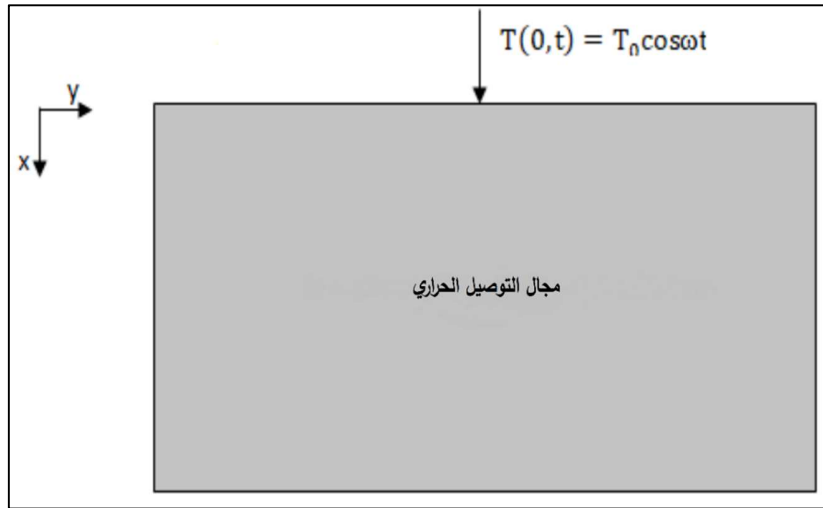 T(0,t) = T₀cosωt
y
x
مجال التوصيل الحراري